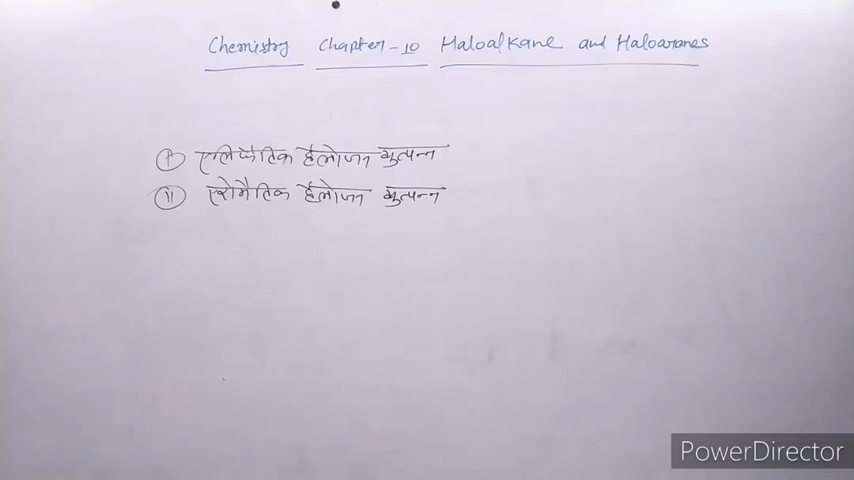 Chemistry Chapter-10 Haloalkane and Haloarenes
(i) एलिफैटिक हैलोजन व्युत्पन्न
(ii) एरोमैटिक हैलोजन व्युत्पन्न
PowerDirector